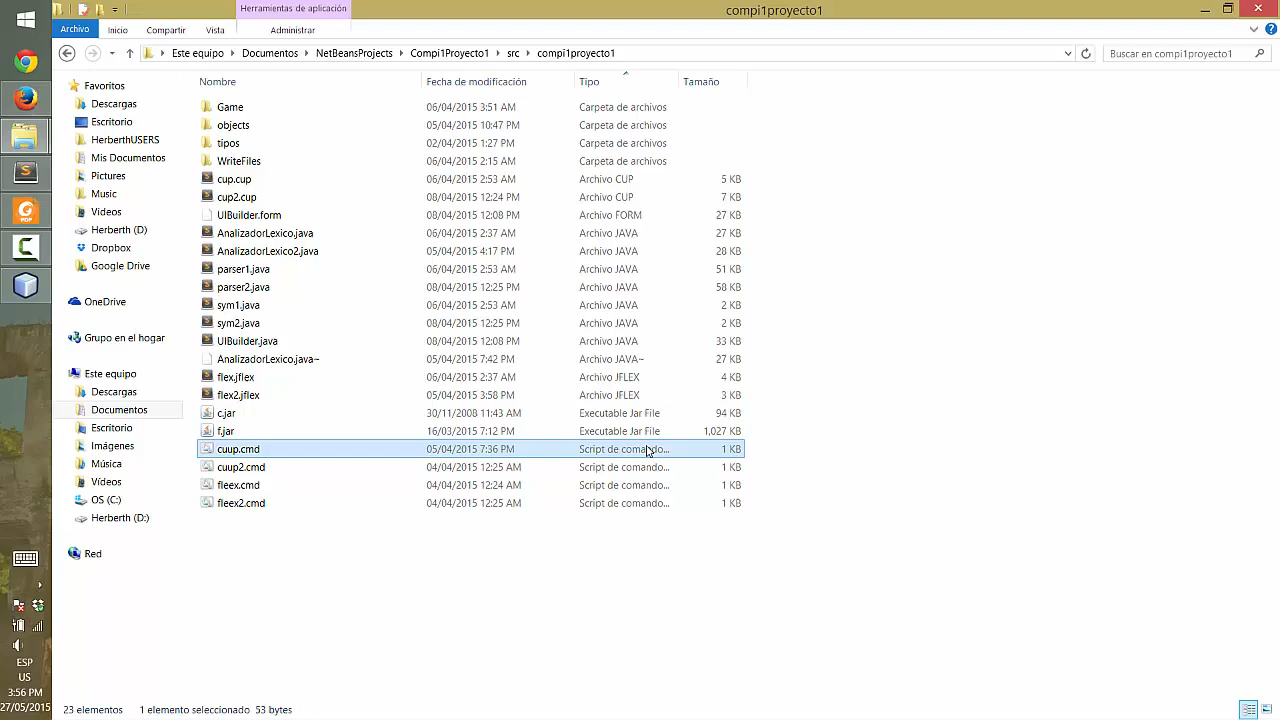 Herramientas de aplicación
compi1proyecto1
Archivo Inicio Compartir Vista Administrar
Este equipo Documentos NetBeansProjects Compi1Proyecto1 src compi1proyecto1
Buscar en compi1proyecto1
Nombre Fecha de modificación Tipo Tamaño
Favoritos
Descargas
Escritorio
HerberthUSERS
Mis Documentos
Pictures
Music
Videos
Herberth (D)
Dropbox
Google Drive
OneDrive
Grupo en el hogar
Este equipo
Descargas
Documentos
Escritorio
Imágenes
Música
Vídeos
OS (C:)
Herberth (D:)
Red
Game 06/04/2015 3:51 AM Carpeta de archivos
objects 05/04/2015 10:47 PM Carpeta de archivos
tipos 02/04/2015 1:27 PM Carpeta de archivos
WriteFiles 06/04/2015 2:15 AM Carpeta de archivos
cup.cup 06/04/2015 2:53 AM Archivo CUP 5 KB
cup2.cup 08/04/2015 12:24 PM Archivo CUP 7 KB
UIBuilder.form 08/04/2015 12:08 PM Archivo FORM 27 KB
AnalizadorLexico.java 06/04/2015 2:37 AM Archivo JAVA 27 KB
AnalizadorLexico2.java 05/04/2015 4:17 PM Archivo JAVA 28 KB
parser1.java 06/04/2015 2:53 AM Archivo JAVA 51 KB
parser2.java 08/04/2015 12:25 PM Archivo JAVA 58 KB
sym1.java 06/04/2015 2:53 AM Archivo JAVA 2 KB
sym2.java 08/04/2015 12:25 PM Archivo JAVA 2 KB
UIBuilder.java 08/04/2015 12:08 PM Archivo JAVA 33 KB
AnalizadorLexico.java~ 05/04/2015 7:42 PM Archivo JAVA~ 27 KB
flex.jflex 06/04/2015 2:37 AM Archivo JFLEX 4 KB
flex2.jflex 05/04/2015 3:58 PM Archivo JFLEX 3 KB
c.jar 30/11/2008 11:43 AM Executable Jar File 94 KB
f.jar 16/03/2015 7:12 PM Executable Jar File 1,027 KB
cuup.cmd 05/04/2015 7:36 PM Script de comando... 1 KB
cuup2.cmd 04/04/2015 12:25 AM Script de comando... 1 KB
fleex.cmd 04/04/2015 12:24 AM Script de comando... 1 KB
fleex2.cmd 04/04/2015 12:25 AM Script de comando... 1 KB
PDF
ESP
US
3:56 PM
27/05/2015
23 elementos 1 elemento seleccionado 53 bytes